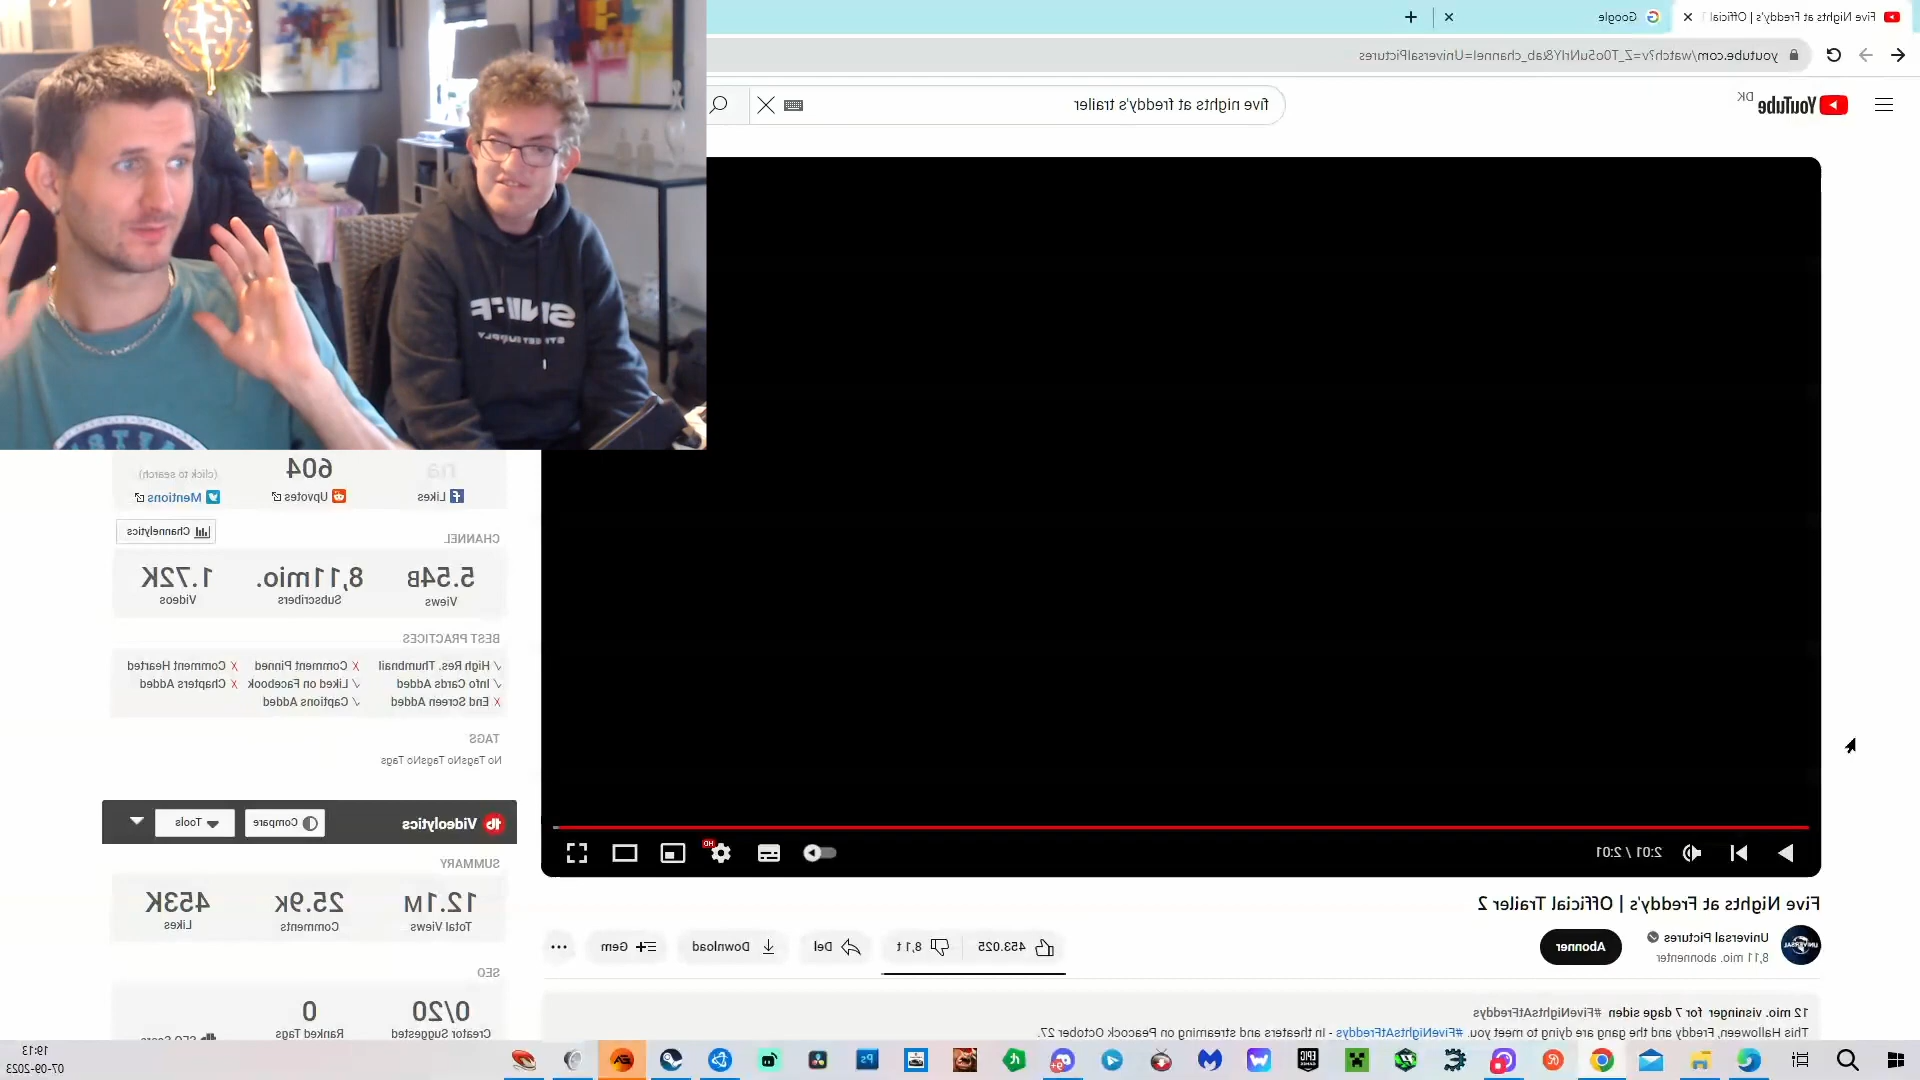 Five Nights at Freddy's | Official T
Google
youtube.com/watch?v=Z_T0o5uNrIY&ab_channel=UniversalPictures
YouTube DK
five nights at freddy's trailer
SNIFF
na
Likes
604
Upvotes
(click to search)
Mentions
CHANNEL
Channelytics
5.54B
Views
8,11mio.
Subscribers
1.72K
Videos
BEST PRACTICES
✓ High Res. Thumbnail
✗ Comment Pinned
✗ Comment Hearted
✓ Info Cards Added
✓ Liked on Facebook
✗ Chapters Added
✗ End Screen Added
✓ Captions Added
TAGS
No TagsNo TagsNo Tags
Videolytics
Compare
Tools
SUMMARY
12.1M
Total Views
25.9K
Comments
453K
Likes
SEO
0/20
Creator Suggested
0
Ranked Tags
2:01 / 2:01
HD
Five Nights at Freddy's | Official Trailer 2
Universal Pictures
8,11 mio. abonnenter
Abonner
453.025
8,1 t
Del
Download
Gem
12 mio. visninger for 7 dage siden #FiveNightsAtFreddys
This Halloween, Freddy and the gang are dying to meet you. #FiveNightsAtFreddys - In theaters and streaming on Peacock October 27.
19:13
07-09-2023